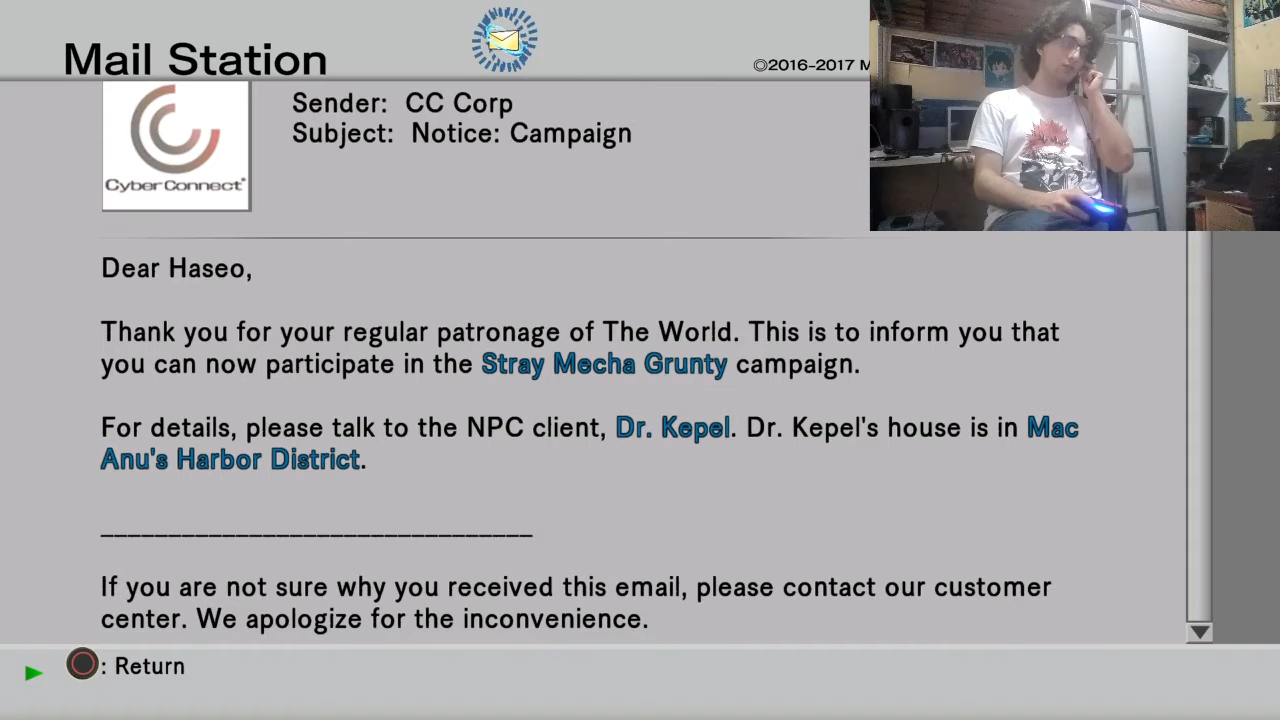 Mail Station
©2016-2017 M
Sender: CC Corp
Subject: Notice: Campaign
CyberConnect®
Dear Haseo,
Thank you for your regular patronage of The World. This is to inform you that
you can now participate in the Stray Mecha Grunty campaign.
For details, please talk to the NPC client, Dr. Kepel. Dr. Kepel's house is in Mac
Anu's Harbor District.
________________________________
If you are not sure why you received this email, please contact our customer
center. We apologize for the inconvenience.
: Return